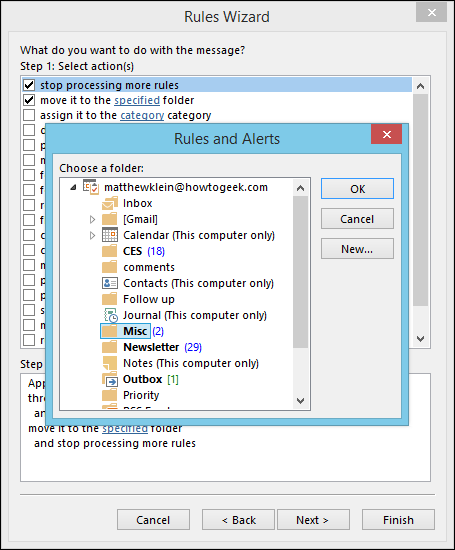 Rules Wizard
What do you want to do with the message?
Step 1: Select action(s)
stop processing more rules
move it to the specified folder
assign it to the category category
Rules and Alerts
Choose a folder:
matthewklein@howtogeek.com
Inbox
[Gmail]
Calendar (This computer only)
CES (18)
comments
Contacts (This computer only)
Follow up
Journal (This computer only)
Misc (2)
Newsletter (29)
Notes (This computer only)
Outbox [1]
Priority
OK
Cancel
New...
Step
App
thro
move it to the specified folder
and stop processing more rules
Cancel
< Back
Next >
Finish